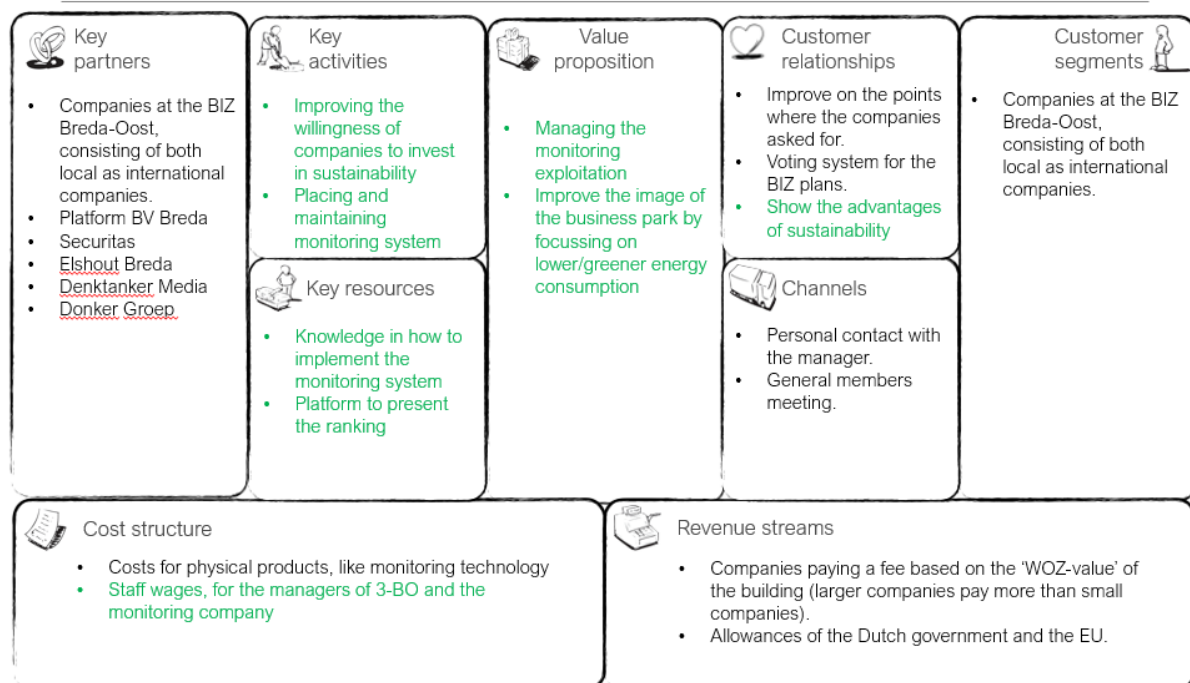 Key
partners
• Companies at the BIZ
Breda-Oost,
consisting of both
local as international
companies.
• Platform BV Breda
• Securitas
• Elshout Breda
• Denktanker Media
• Donker Groep
Key
activities
• Improving the
willingness of
companies to invest
in sustainability
• Placing and
maintaining
monitoring system
Key resources
• Knowledge in how to
implement the
monitoring system
• Platform to present
the ranking
Value
proposition
• Managing the
monitoring
exploitation
• Improve the image of
the business park by
focussing on
lower/greener energy
consumption
Customer
relationships
• Improve on the points
where the companies
asked for.
• Voting system for the
BIZ plans.
• Show the advantages
of sustainability
Channels
• Personal contact with
the manager.
• General members
meeting.
Customer
segments
• Companies at the BIZ
Breda-Oost,
consisting of both
local as international
companies.
Cost structure
• Costs for physical products, like monitoring technology
• Staff wages, for the managers of 3-BO and the
monitoring company
Revenue streams
• Companies paying a fee based on the ‘WOZ-value’ of
the building (larger companies pay more than small
companies).
• Allowances of the Dutch government and the EU.